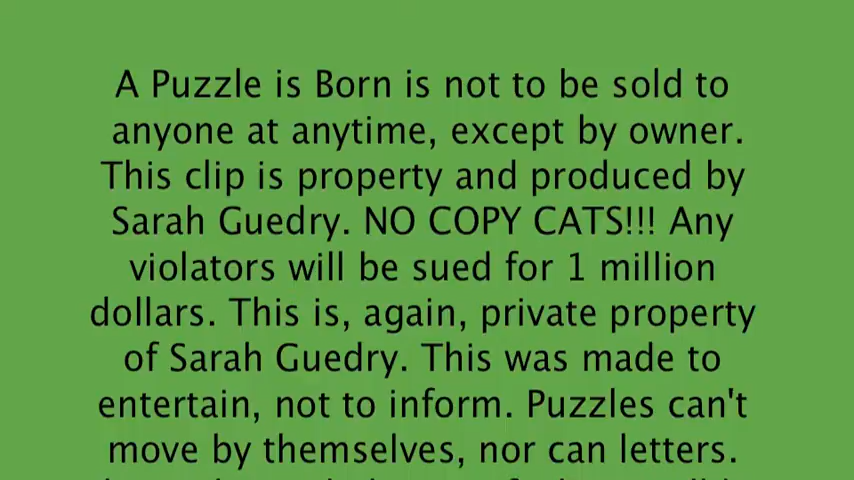 A Puzzle is Born is not to be sold to
anyone at anytime, except by owner.
This clip is property and produced by
Sarah Guedry. NO COPY CATS!!! Any
violators will be sued for 1 million
dollars. This is, again, private property
of Sarah Guedry. This was made to
entertain, not to inform. Puzzles can't
move by themselves, nor can letters.